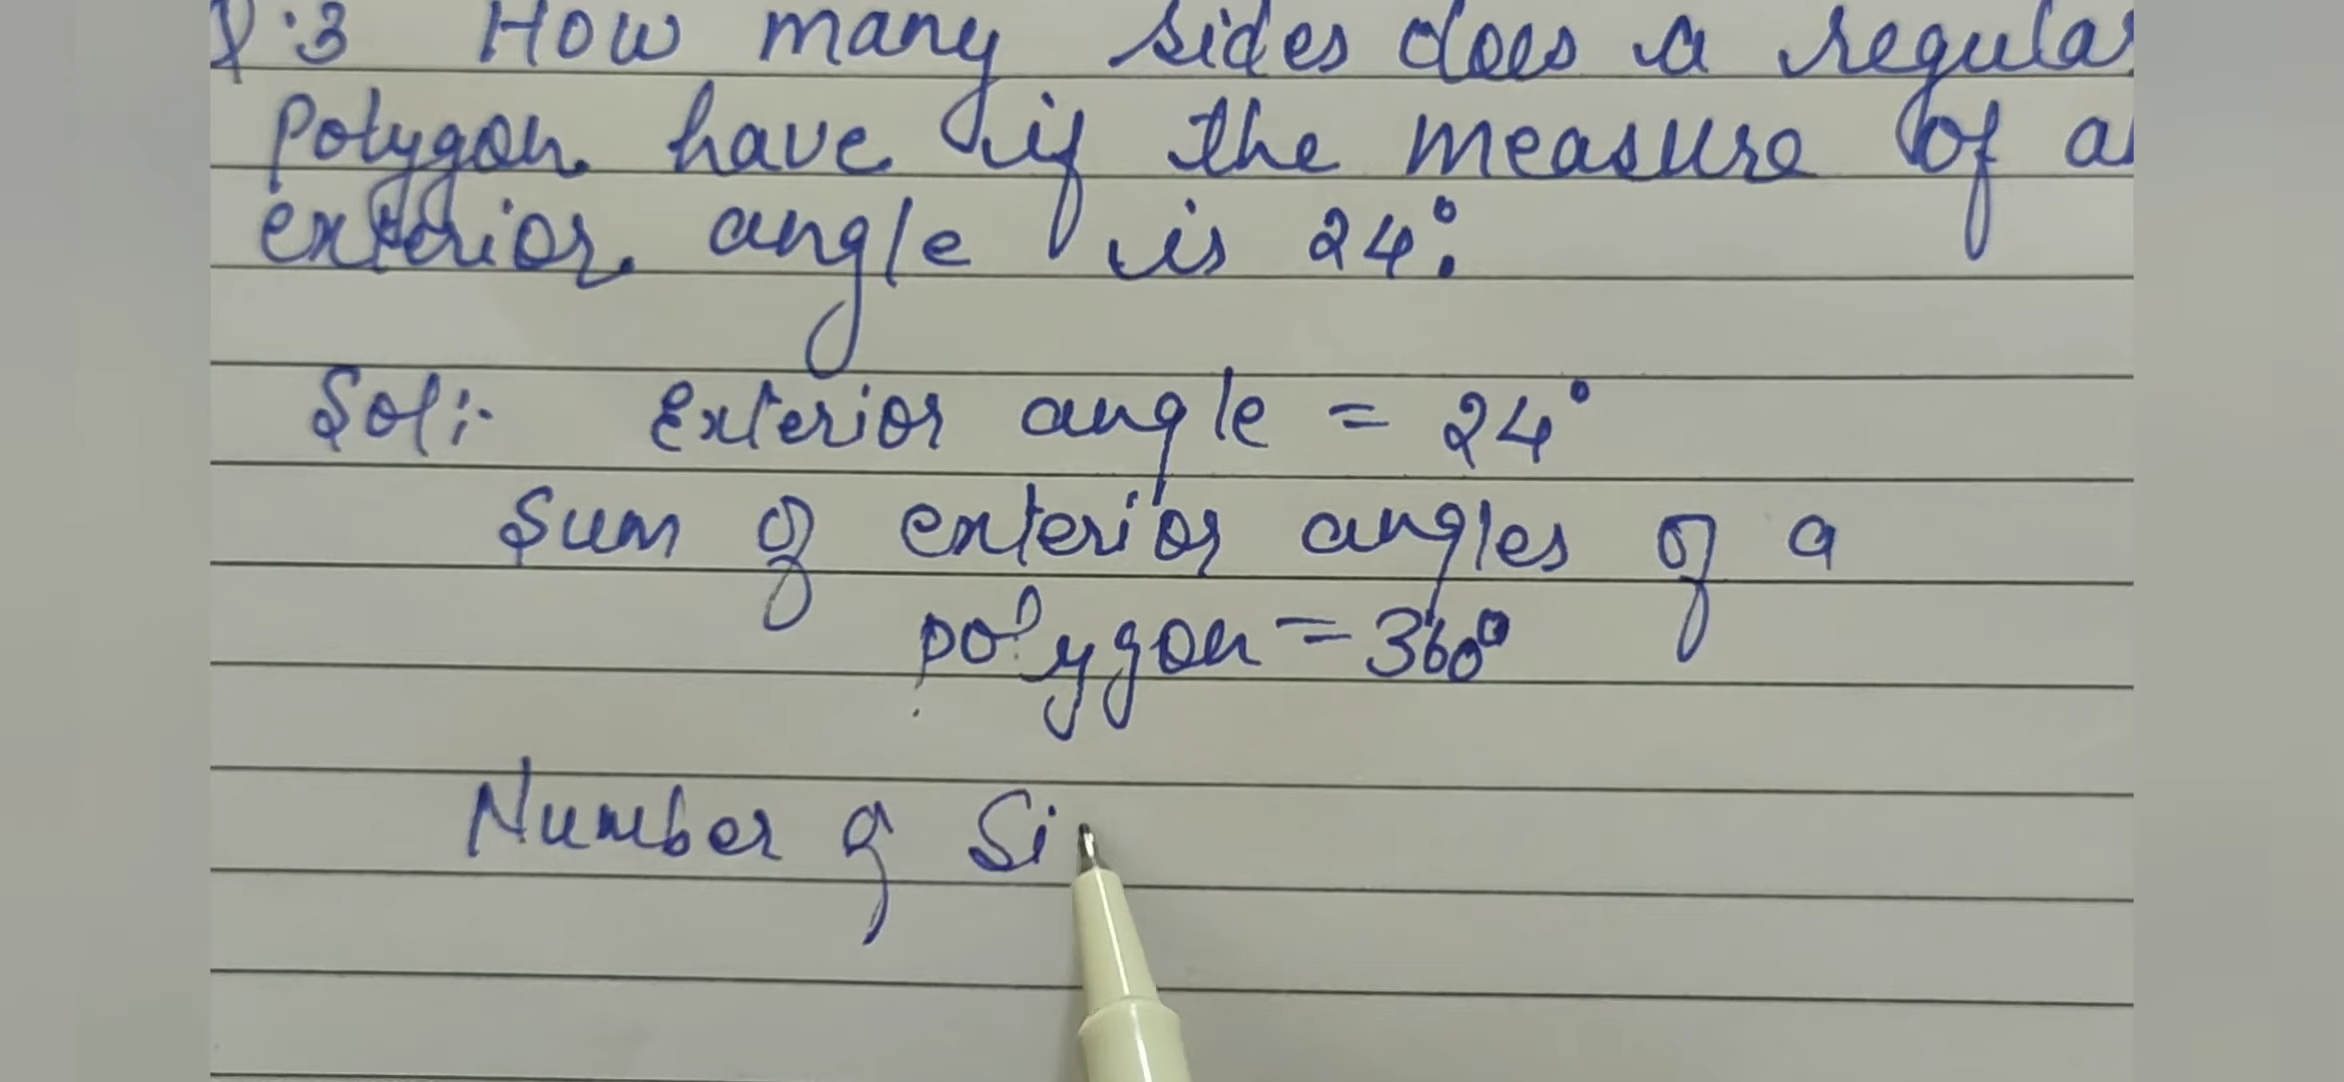 Q.3 How many sides does a regular
polygon have if the measure of a
exterior angle is 24°.
Sol:- Exterior angle = 24°
Sum of exterior angles of a
polygon = 360°
Number of Si